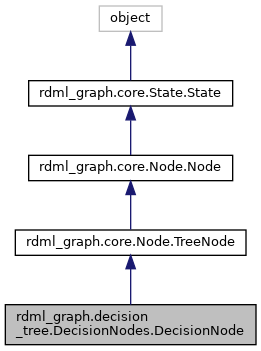 object
rdml_graph.core.State.State
rdml_graph.core.Node.Node
rdml_graph.core.Node.TreeNode
rdml_graph.decision
_tree.DecisionNodes.DecisionNode